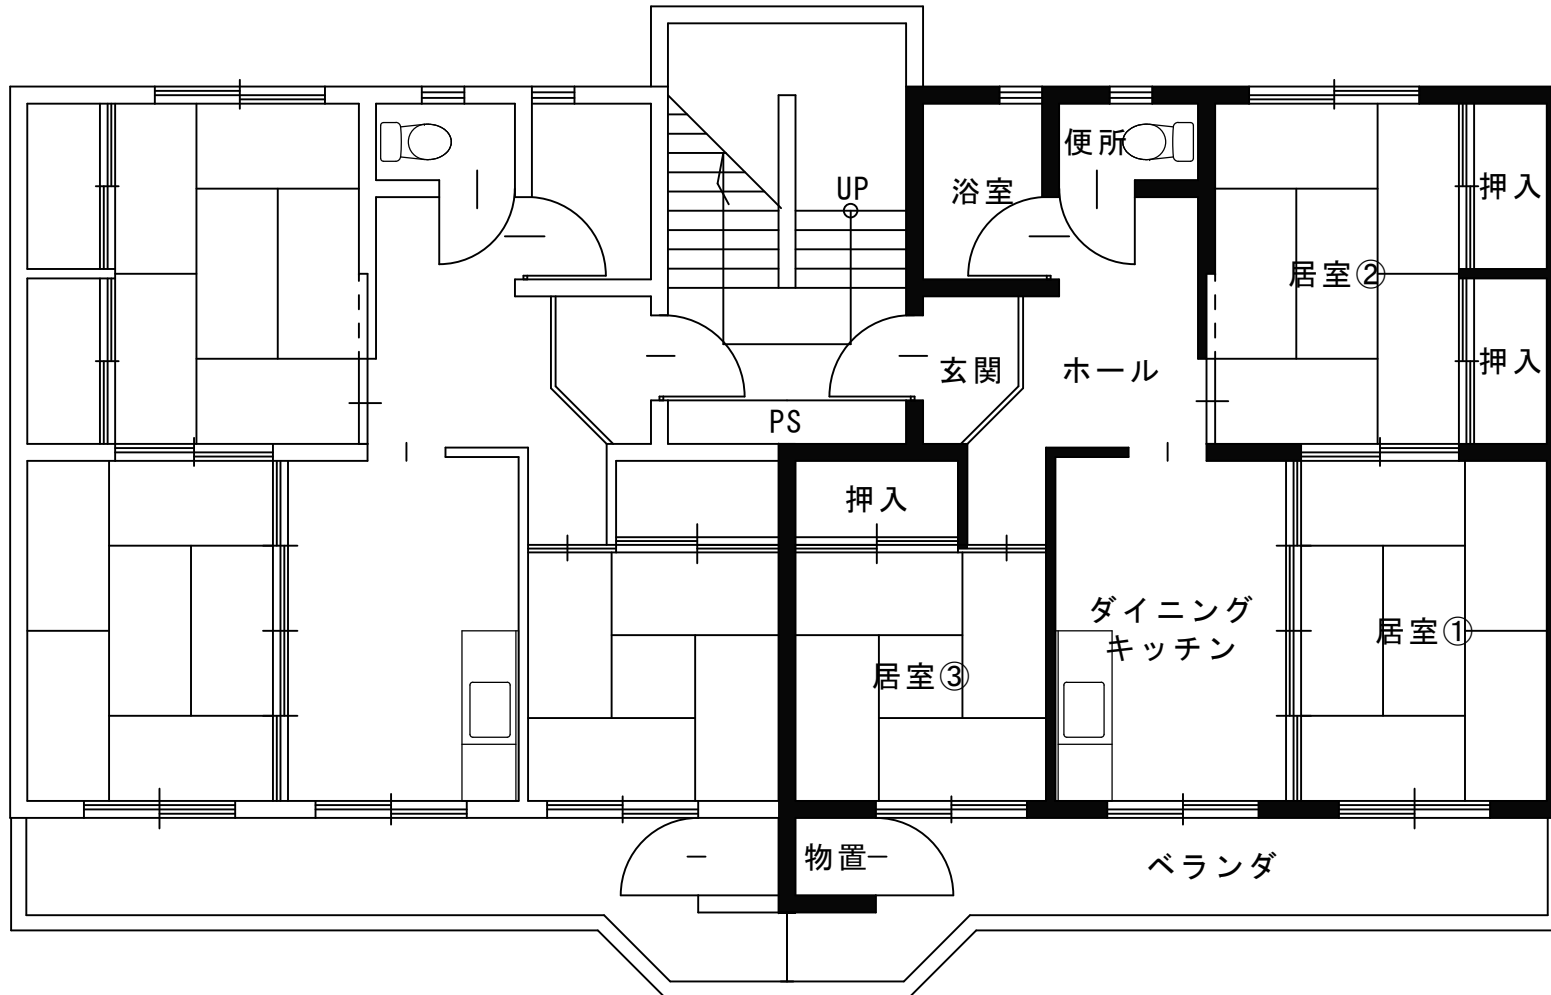 UP
便所
浴室
押入
居室②
押入
玄関
ホール
PS
押入
ダイニング
キッチン
居室①
居室③
物置
ベランダ